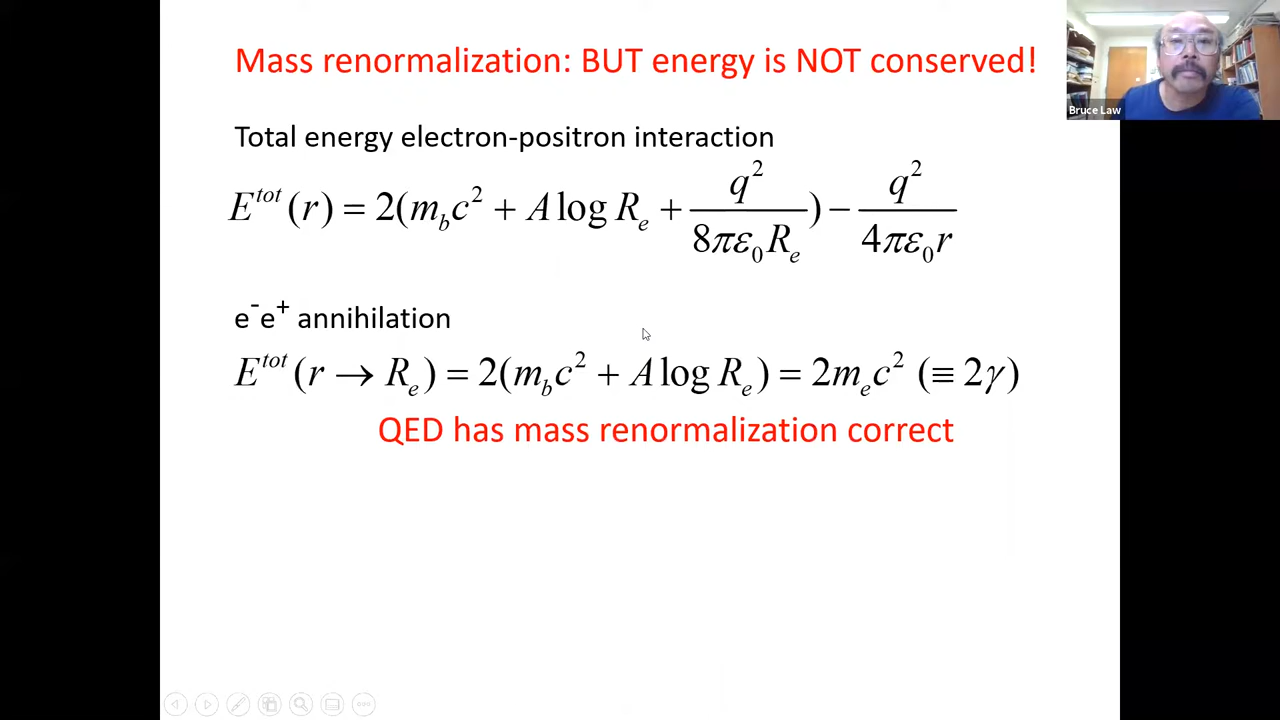 Mass renormalization: BUT energy is NOT conserved!
Bruce Law
Total energy electron-positron interaction
E^{tot}(r) = 2(m_b c^2 + A log R_e + \frac{q^2}{8πε_0 R_e}) − \frac{q^2}{4πε_0 r}
e^- e^+ annihilation
E^{tot}(r → R_e) = 2(m_b c^2 + A log R_e) = 2m_e c^2 (≡ 2γ)
QED has mass renormalization correct